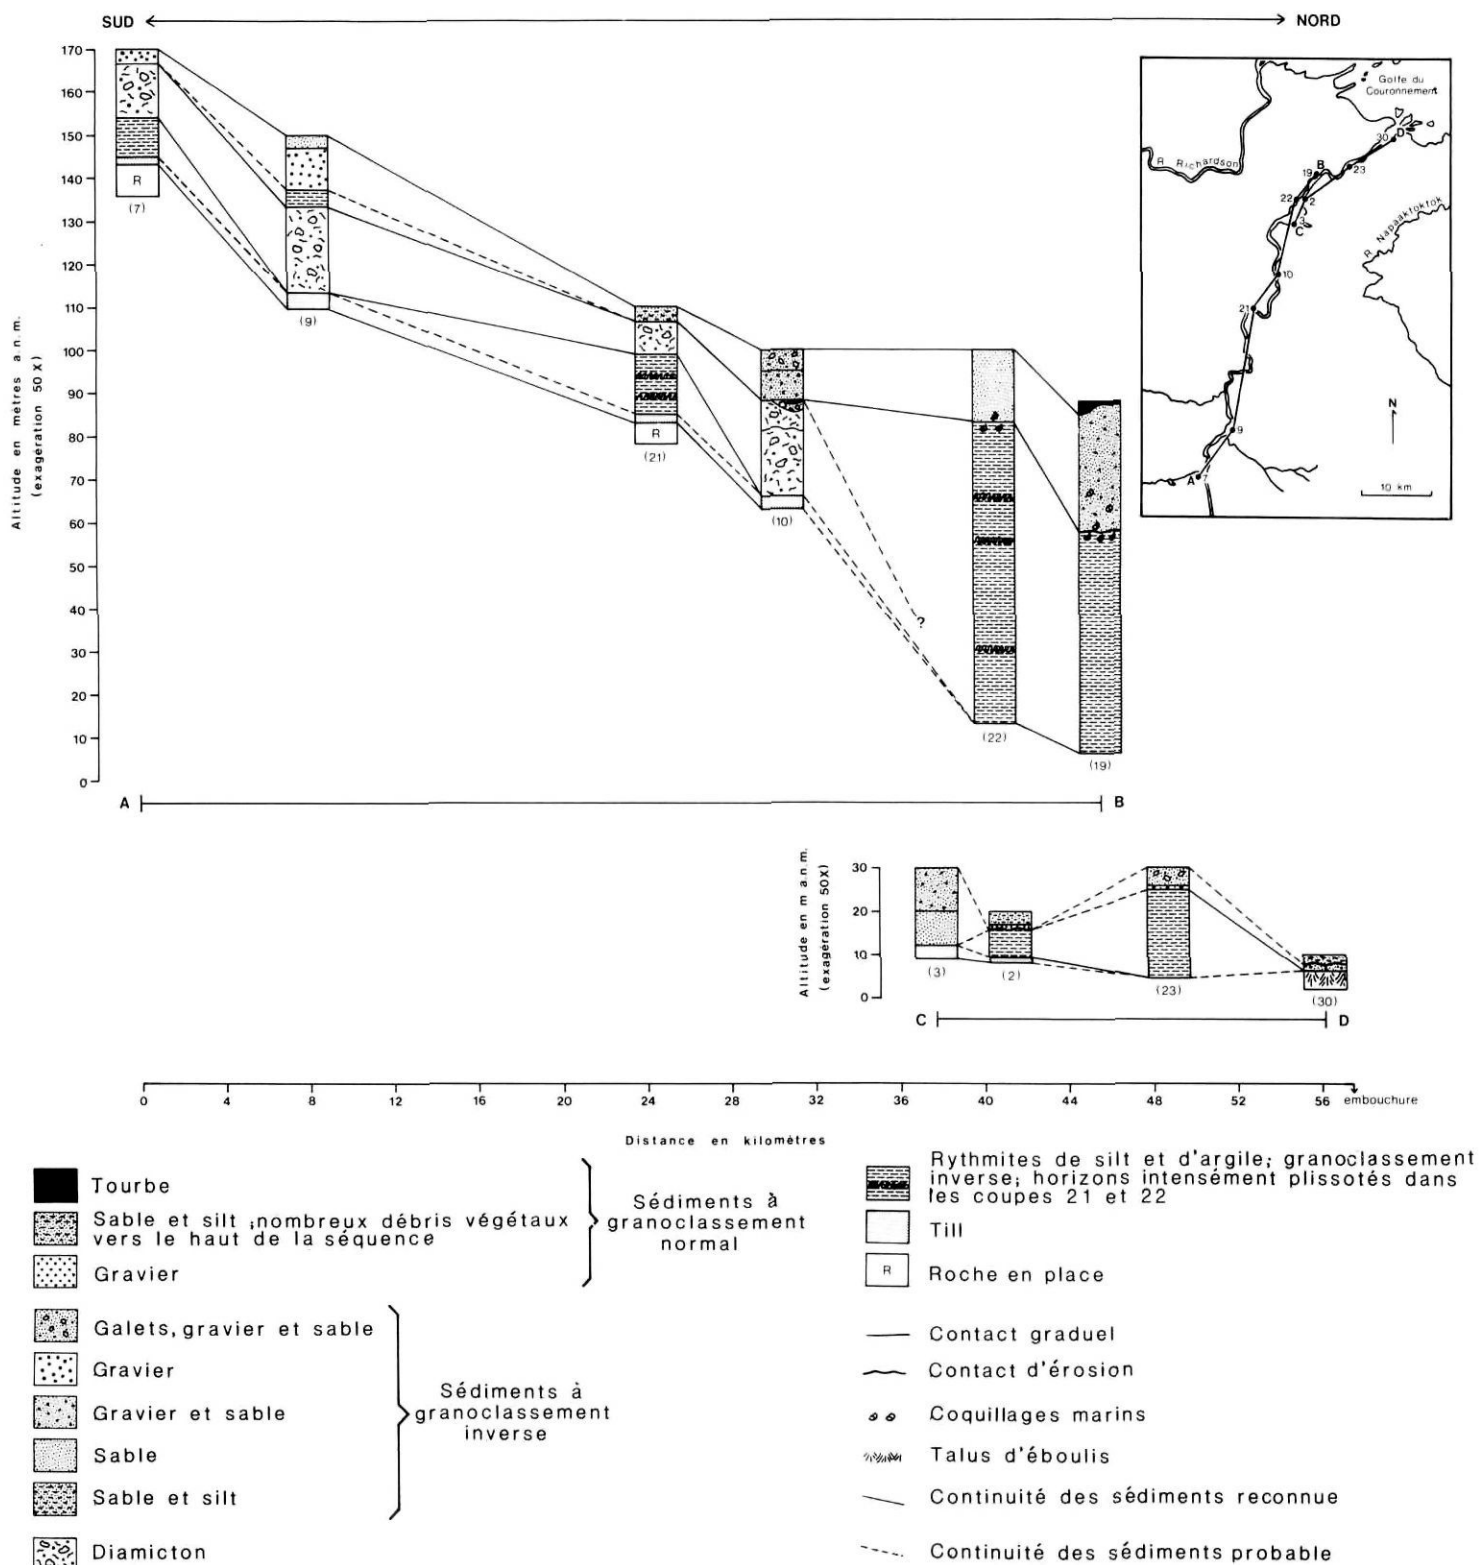 SUD
NORD
Altitude en mètres a.n.m.
(exagération 50 X)
170
160
150
140
130
120
110
100
90
80
70
60
50
40
30
20
10
0
R
(7)
(9)
R
(21)
(10)
?
(22)
(19)
A
B
Golfe du
Couronnement
R Richardson
R Napaaktoktok
30
D
23
B
19
22
2
3
C
10
21
9
A
7
N
10 km
Altitude en m a.n.m.
(exagération 50X)
30
20
10
0
(3)
(2)
(23)
(30)
C
D
0 4 8 12 16 20 24 28 32 36 40 44 48 52 56 embouchure
Distance en kilomètres
Tourbe
Sable et silt ;nombreux débris végétaux
vers le haut de la séquence
Gravier
Sédiments à
granoclassement
normal
Galets, gravier et sable
Gravier
Gravier et sable
Sable
Sable et silt
Sédiments à
granoclassement
inverse
Diamicton
Rythmites de silt et d'argile; granoclassement
inverse; horizons intensément plissotés dans
les coupes 21 et 22
Till
R
Roche en place
Contact graduel
Contact d'érosion
Coquillages marins
Talus d'éboulis
Continuité des sédiments reconnue
Continuité des sédiments probable